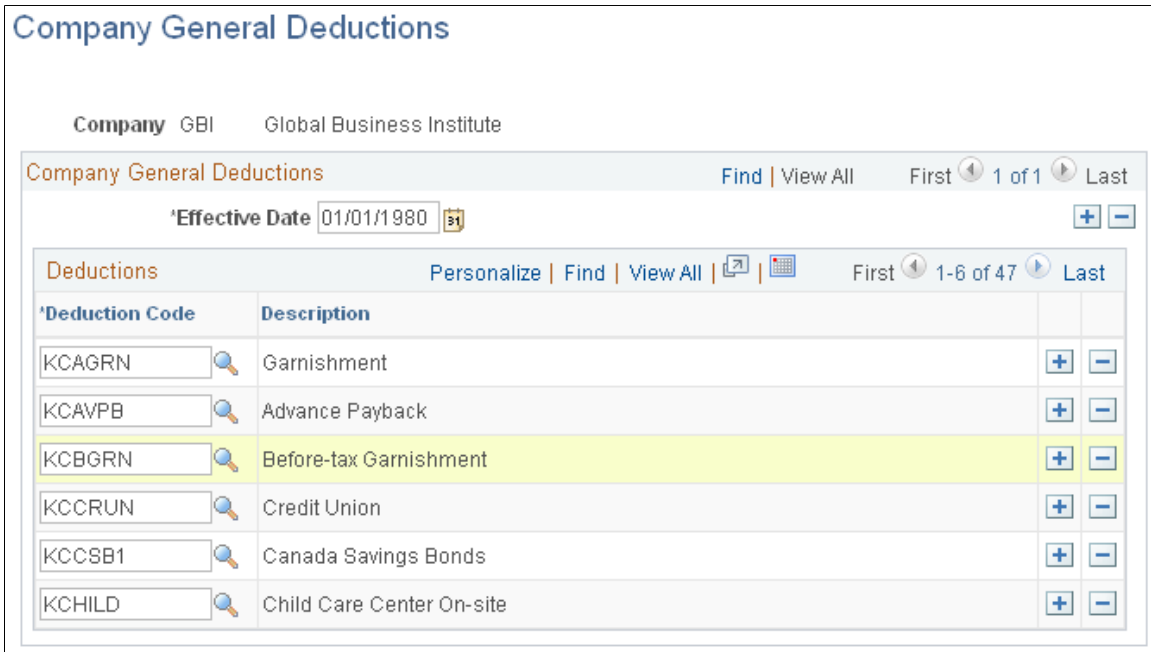 Company General Deductions
Company GBI Global Business Institute
Company General Deductions Find | View All First 1 of 1 Last
*Effective Date 01/01/1980 31
Deductions Personalize | Find | View All | | First 1-6 of 47 Last
*Deduction Code Description
KCAGRN Garnishment
KCAVPB Advance Payback
KCBGRN Before-tax Garnishment
KCCRUN Credit Union
KCCSB1 Canada Savings Bonds
KCHILD Child Care Center On-site